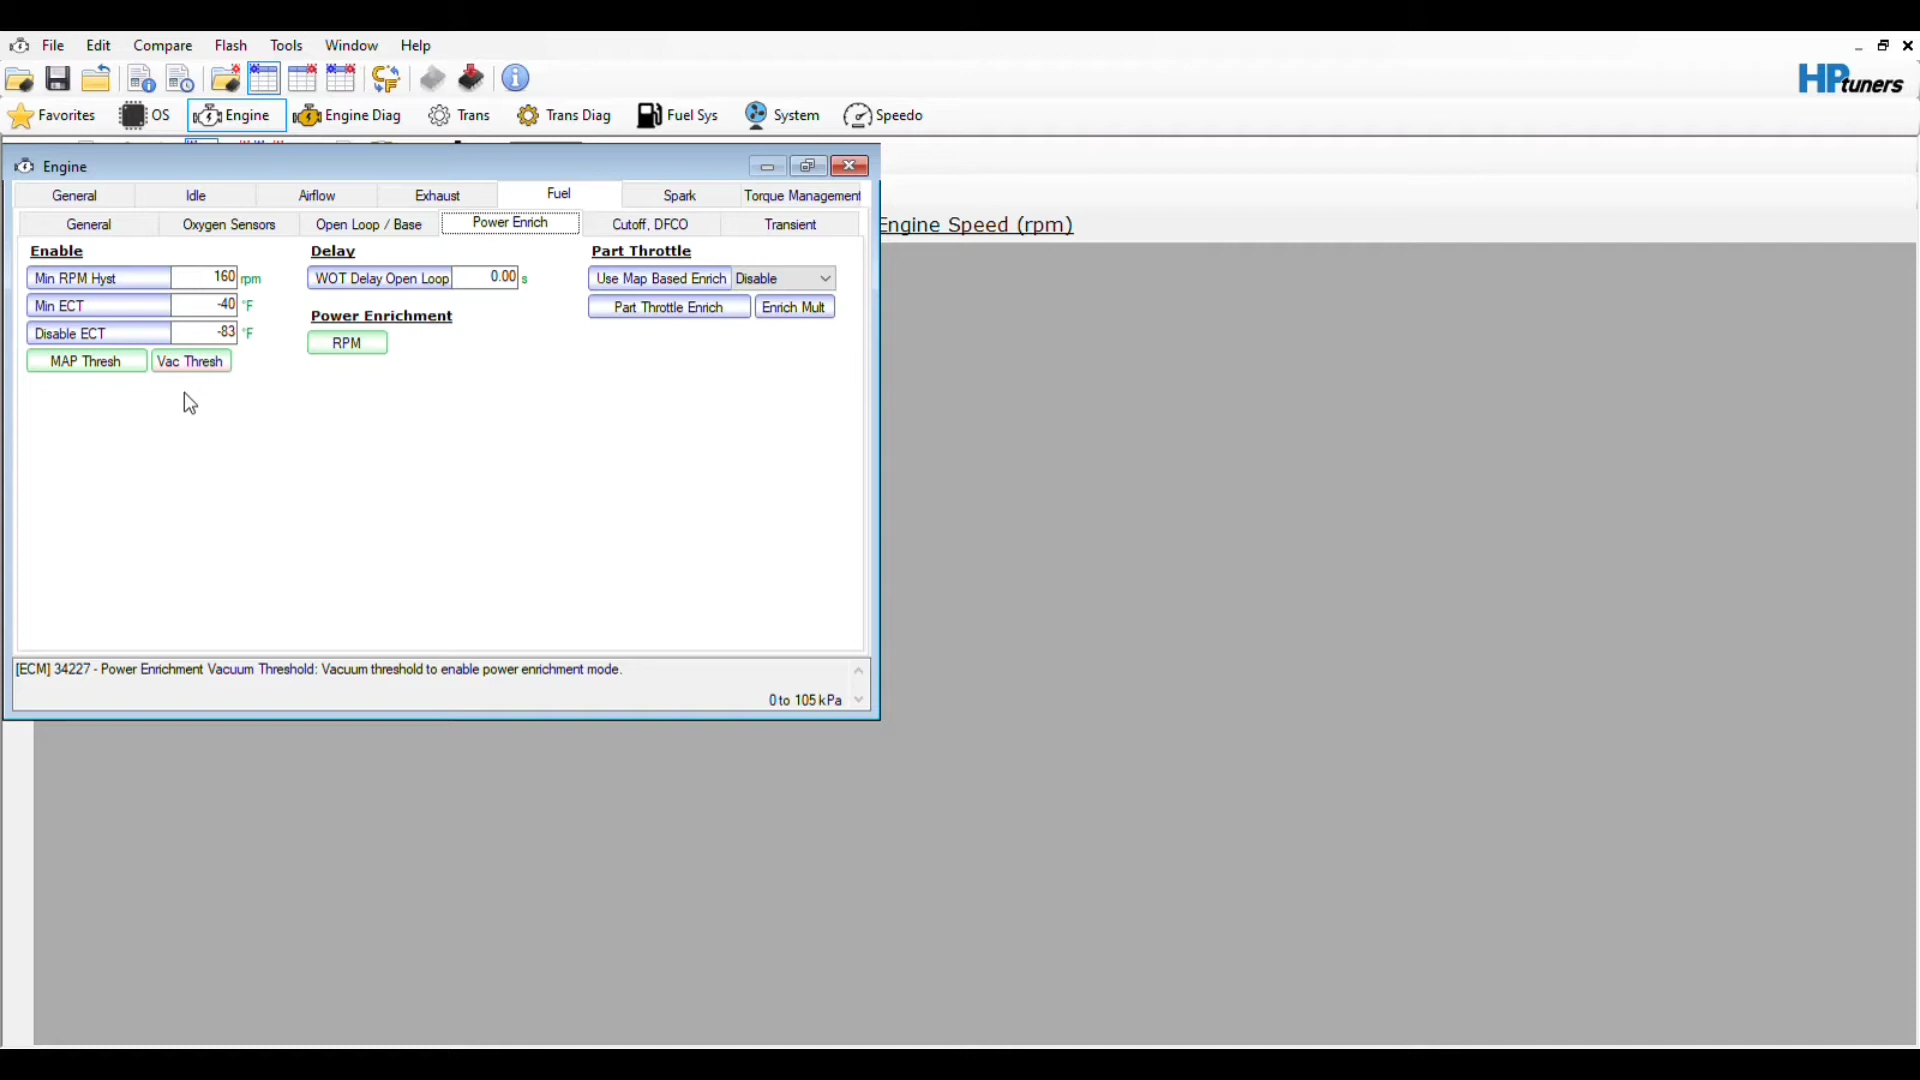 File Edit Compare Flash Tools Window Help
HPtuners
Favorites OS Engine Engine Diag Trans Trans Diag Fuel Sys System Speedo
Engine
General Idle Airflow Exhaust Fuel Spark Torque Management
General Oxygen Sensors Open Loop / Base Power Enrich Cutoff, DFCO Transient
Engine Speed (rpm)
Enable
Min RPM Hyst 160 rpm
Min ECT -40 °F
Disable ECT -83 °F
MAP Thresh Vac Thresh
Delay
WOT Delay Open Loop 0.00 s
Power Enrichment
RPM
Part Throttle
Use Map Based Enrich Disable
Part Throttle Enrich Enrich Mult
[ECM] 34227 - Power Enrichment Vacuum Threshold: Vacuum threshold to enable power enrichment mode.
0 to 105 kPa